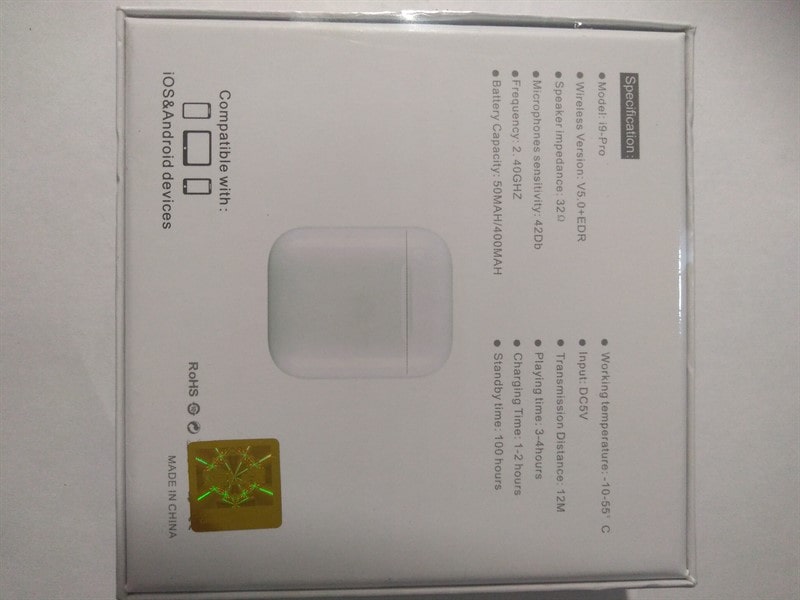 Specification:
Model: i9-Pro
Wireless Version: V5.0+EDR
Speaker impedance: 32Ω
Microphones sensitivity: 42Db
Frequency: 2. 40GHZ
Battery Capacity: 50MAH/400MAH
Working temperature: -10-55° C
Input: DC5V
Transmission Distance: 12M
Playing time: 3-4hours
Charging Time: 1-2 hours
Standby time: 100 hours
Compatible with:
iOS&Android devices
RoHS
MADE IN CHINA